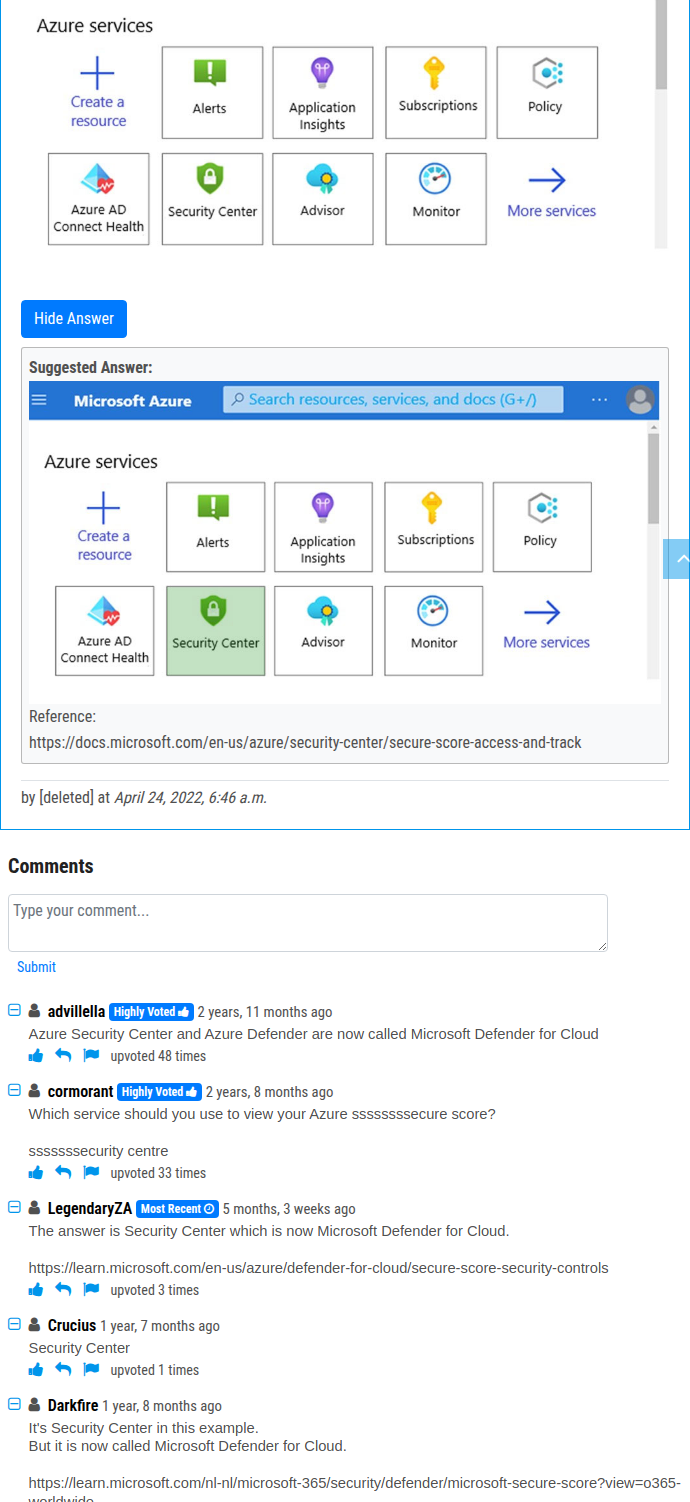 Azure services
Create a
resource
Alerts
Application
Insights
Subscriptions
Policy
Azure AD
Connect Health
Security Center
Advisor
Monitor
More services
Hide Answer
Suggested Answer:
Microsoft Azure
Search resources, services, and docs (G+/)
...
Azure services
Create a
resource
Alerts
Application
Insights
Subscriptions
Policy
Azure AD
Connect Health
Security Center
Advisor
Monitor
More services
Reference:
https://docs.microsoft.com/en-us/azure/security-center/secure-score-access-and-track
by [deleted] at April 24, 2022, 6:46 a.m.
Comments
Type your comment...
Submit
advillella Highly Voted 2 years, 11 months ago
Azure Security Center and Azure Defender are now called Microsoft Defender for Cloud
upvoted 48 times
cormorant Highly Voted 2 years, 8 months ago
Which service should you use to view your Azure sssssssecure score?
sssssssecurity centre
upvoted 33 times
LegendaryZA Most Recent 5 months, 3 weeks ago
The answer is Security Center which is now Microsoft Defender for Cloud.
https://learn.microsoft.com/en-us/azure/defender-for-cloud/secure-score-security-controls
upvoted 3 times
Crucius 1 year, 7 months ago
Security Center
upvoted 1 times
Darkfire 1 year, 8 months ago
It's Security Center in this example.
But it is now called Microsoft Defender for Cloud.
https://learn.microsoft.com/nl-nl/microsoft-365/security/defender/microsoft-secure-score?view=o365-
worldwide